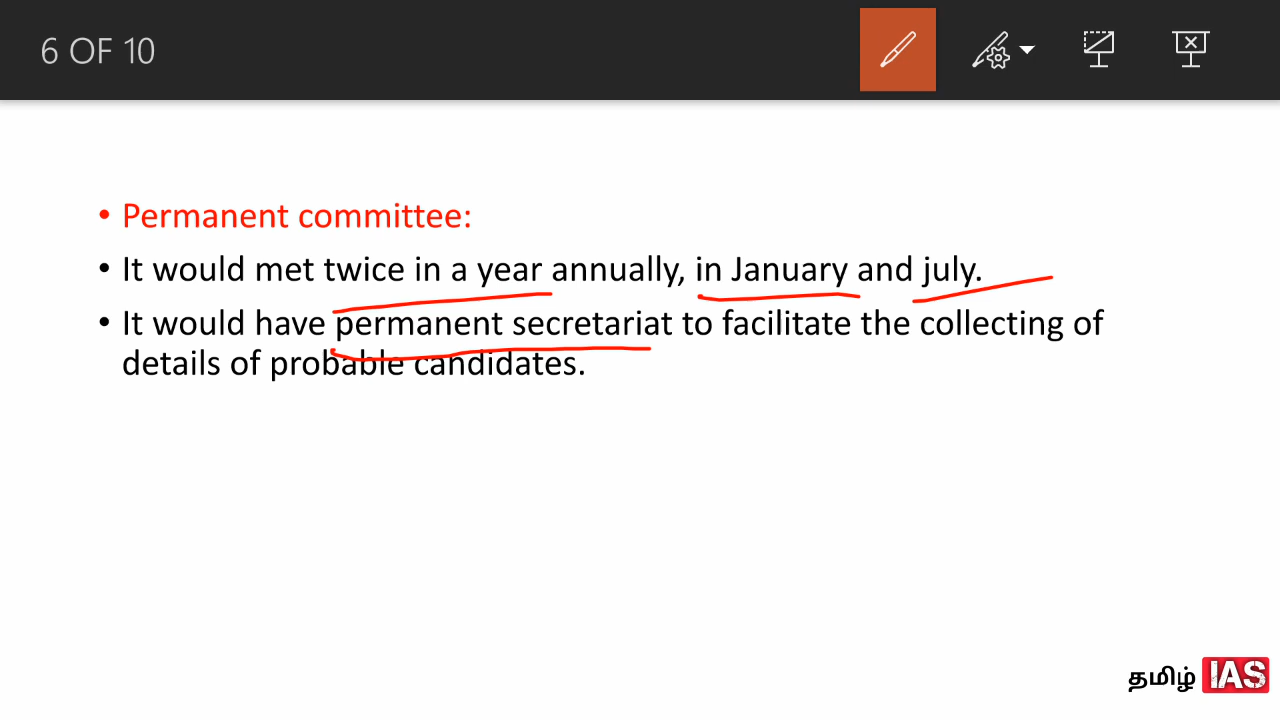 6 OF 10
• Permanent committee:
• It would met twice in a year annually, in January and july.
• It would have permanent secretariat to facilitate the collecting of
details of probable candidates.
தமிழ் IAS